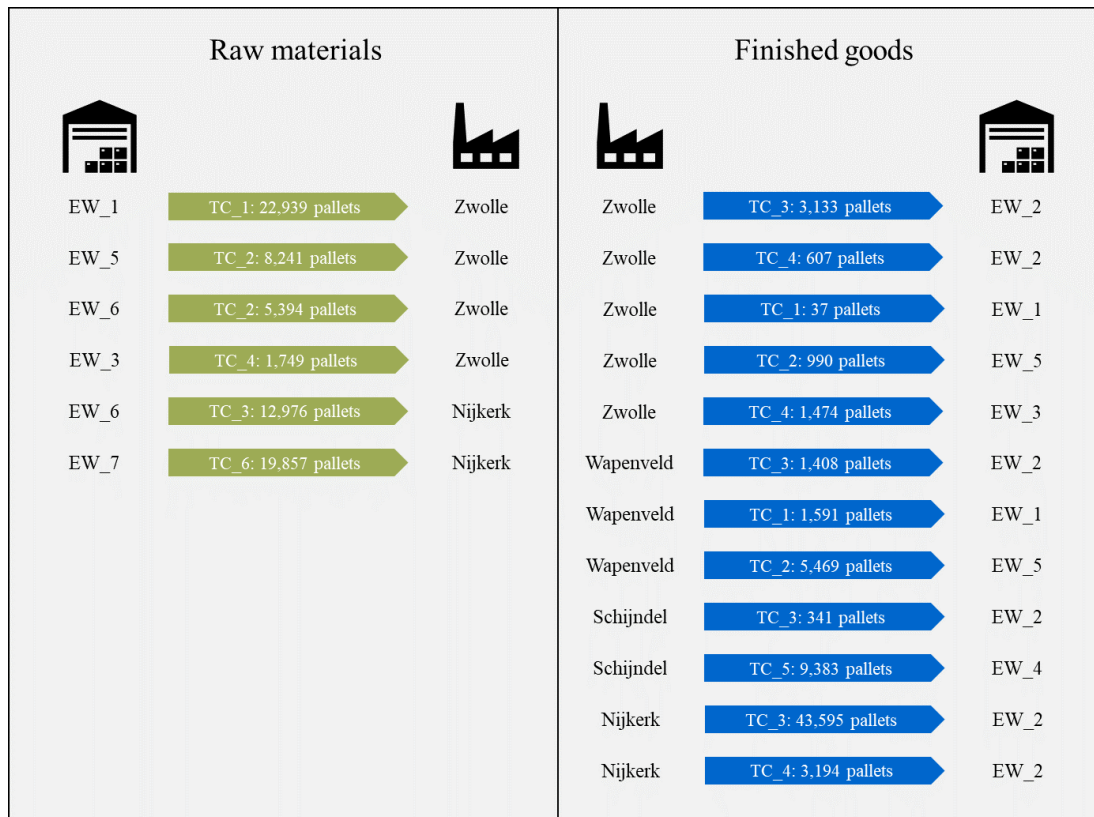 Raw materials
EW_1 TC_1: 22,939 pallets Zwolle
EW_5 TC_2: 8,241 pallets Zwolle
EW_6 TC_2: 5,394 pallets Zwolle
EW_3 TC_4: 1,749 pallets Zwolle
EW_6 TC_3: 12,976 pallets Nijkerk
EW_7 TC_6: 19,857 pallets Nijkerk
Finished goods
Zwolle TC_3: 3,133 pallets EW_2
Zwolle TC_4: 607 pallets EW_2
Zwolle TC_1: 37 pallets EW_1
Zwolle TC_2: 990 pallets EW_5
Zwolle TC_4: 1,474 pallets EW_3
Wapenveld TC_3: 1,408 pallets EW_2
Wapenveld TC_1: 1,591 pallets EW_1
Wapenveld TC_2: 5,469 pallets EW_5
Schijndel TC_3: 341 pallets EW_2
Schijndel TC_5: 9,383 pallets EW_4
Nijkerk TC_3: 43,595 pallets EW_2
Nijkerk TC_4: 3,194 pallets EW_2